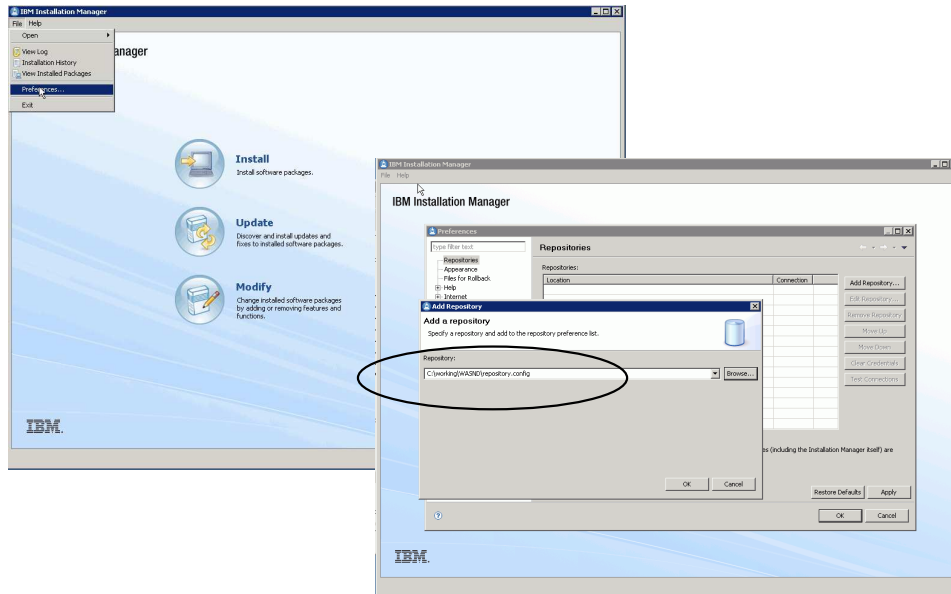 IBM Installation Manager
File Help
Open
View Log
Installation History
View Installed Packages
Preferences...
Exit
anager
Install
Install software packages.
Update
Discover and install updates and
fixes to installed software packages.
Modify
Change installed software packages
by adding or removing features and
functions.
IBM.
IBM Installation Manager
File Help
IBM Installation Manager
Preferences
type filter text
Repositories
Appearance
Files for Rollback
Help
Internet
Repositories
Repositories:
Location
Connection
Add Repository...
Edit Repository...
Remove Repository
Move Up
Move Down
Clear Credentials
Test Connections
Add Repository
Add a repository
Specify a repository and add to the repository preference list.
Repository:
C:\working\WASND\repository.config
Browse...
OK Cancel
es (including the Installation Manager itself) are
Restore Defaults Apply
OK Cancel
IBM.